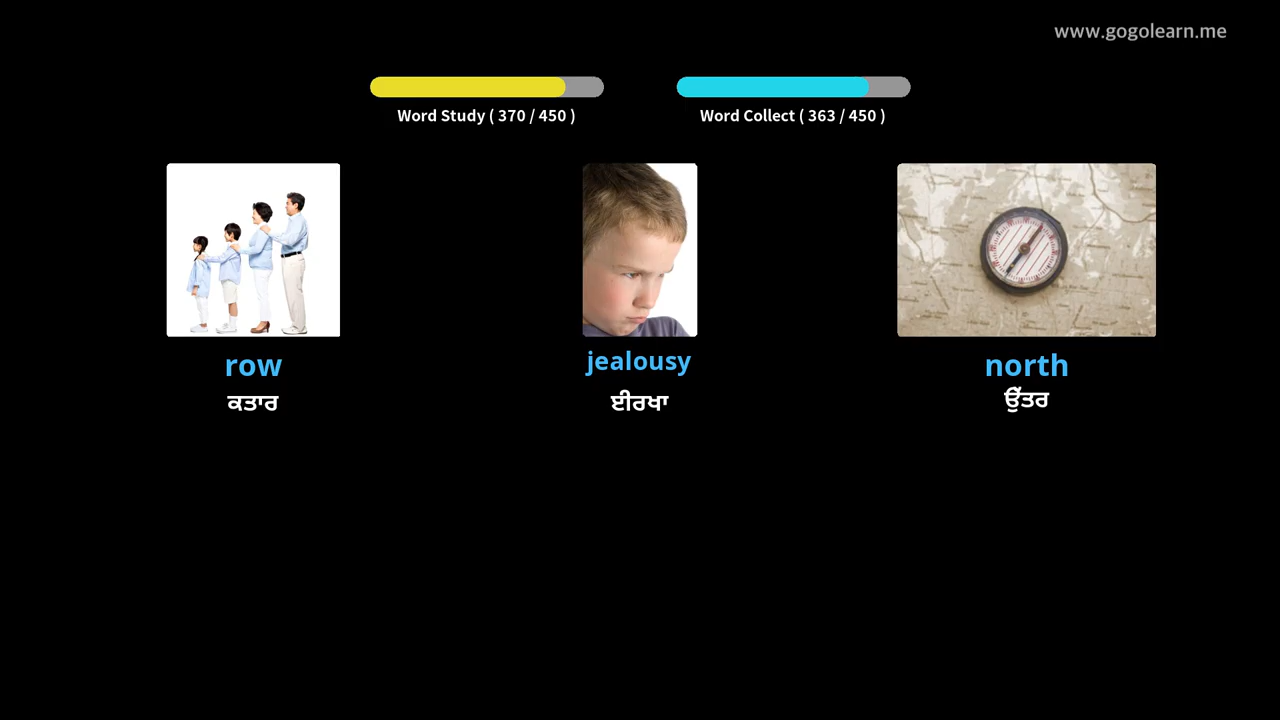 www.gogolearn.me
Word Study ( 370 / 450 )
Word Collect ( 363 / 450 )
row
jealousy
north
ਕਤਾਰ
ਈਰਖਾ
ਉੱਤਰ